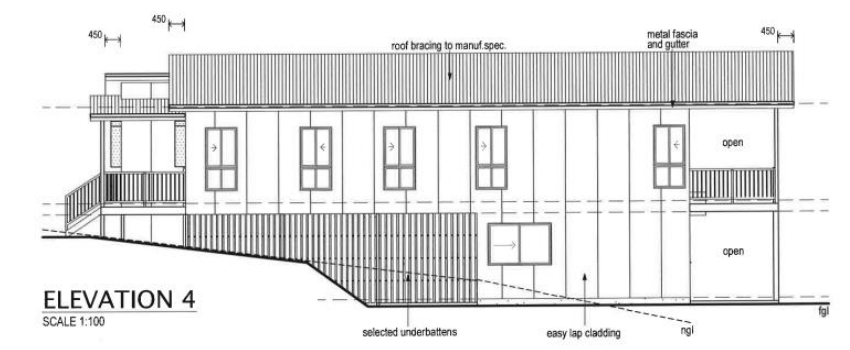 450
450
roof bracing to manuf.spec.
metal fascia
and gutter
450
open
open
ELEVATION 4
SCALE 1:100
selected underbattens
easy lap cladding
ngl
fgl